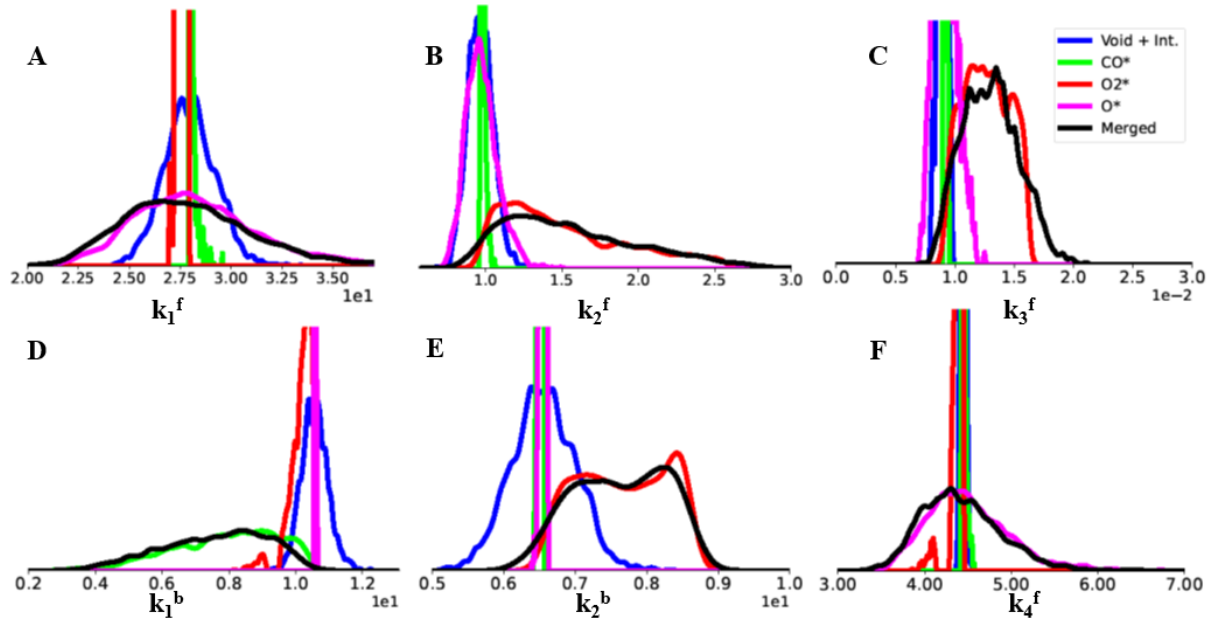 A
B
C
Void + Int.
CO*
O2*
O*
Merged
2.00 2.25 2.50 2.75 3.00 3.25 3.50
1e1
k₁ᶠ
1.0 1.5 2.0 2.5 3.0
k₂ᶠ
0.0 0.5 1.0 1.5 2.0 2.5 3.0
1e−2
k₃ᶠ
D
E
F
0.2 0.4 0.6 0.8 1.0 1.2
1e1
k₁ᵇ
0.5 0.6 0.7 0.8 0.9 1.0
1e1
k₂ᵇ
3.00 4.00 5.00 6.00 7.00
k₄ᶠ